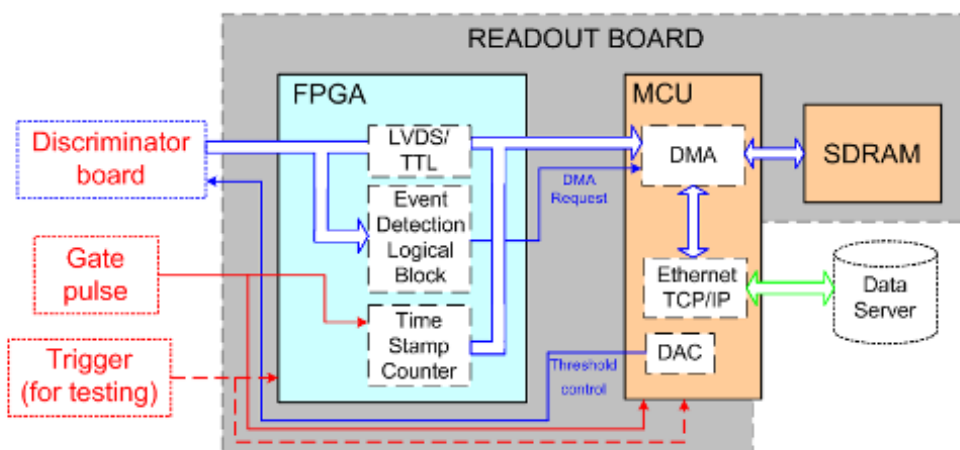 READOUT BOARD
FPGA
MCU
Discriminator
board
LVDS/
TTL
DMA
SDRAM
DMA
Request
Event
Detection
Logical
Block
Gate
pulse
Ethernet
TCP/IP
Data
Server
Time
Stamp
Counter
DAC
Trigger
(for testing)
Threshold
control